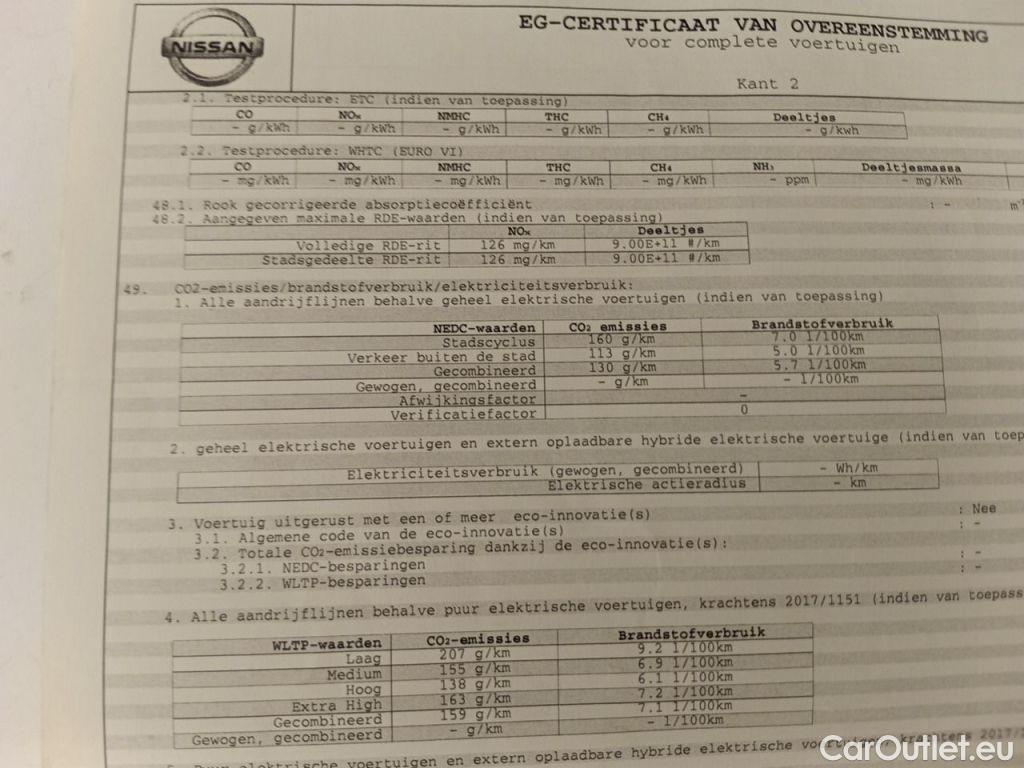 NISSAN
EG-CERTIFICAAT VAN OVEREENSTEMMING
voor complete voertuigen
Kant 2
2.1. Testprocedure: ETC (indien van toepassing)
CO NOx NMHC THC CH4 Deeltjes
- g/kWh - g/kWh - g/kWh - g/kWh - g/kWh - g/kwh
2.2. Testprocedure: WHTC (EURO VI)
CO NOx NMHC THC CH4 NH3 Deeltjesmassa
- mg/kWh - mg/kWh - mg/kWh - mg/kWh - mg/kWh - ppm - mg/kWh
48.1. Rook gecorrigeerde absorptiecoëfficiënt : - m-1
48.2. Aangegeven maximale RDE-waarden (indien van toepassing)
NOx Deeltjes
Volledige RDE-rit 126 mg/km 9.00E+11 #/km
Stadsgedeelte RDE-rit 126 mg/km 9.00E+11 #/km
49. CO2-emissies/brandstofverbruik/elektriciteitsverbruik:
1. Alle aandrijflijnen behalve geheel elektrische voertuigen (indien van toepassing)
NEDC-waarden CO2 emissies Brandstofverbruik
Stadscyclus 160 g/km 7.0 l/100km
Verkeer buiten de stad 113 g/km 5.0 l/100km
Gecombineerd 130 g/km 5.7 l/100km
Gewogen, gecombineerd - g/km - l/100km
Afwijkingsfactor -
Verificatiefactor 0
2. geheel elektrische voertuigen en extern oplaadbare hybride elektrische voertuige (indien van toep
Elektriciteitsverbruik (gewogen, gecombineerd) - Wh/km
Elektrische actieradius - km
3. Voertuig uitgerust met een of meer eco-innovatie(s) : Nee
3.1. Algemene code van de eco-innovatie(s) : -
3.2. Totale CO2-emissiebesparing dankzij de eco-innovatie(s):
3.2.1. NEDC-besparingen : -
3.2.2. WLTP-besparingen : -
4. Alle aandrijflijnen behalve puur elektrische voertuigen, krachtens 2017/1151 (indien van toepass
WLTP-waarden CO2-emissies Brandstofverbruik
Laag 207 g/km 9.2 l/100km
Medium 155 g/km 6.9 l/100km
Hoog 138 g/km 6.1 l/100km
Extra High 163 g/km 7.2 l/100km
Gecombineerd 159 g/km 7.1 l/100km
Gewogen, gecombineerd - g/km - l/100km
elektrische voertuigen en extern oplaadbare hybride elektrische voertuigen, krachtens 2017/1
CarOutlet.eu